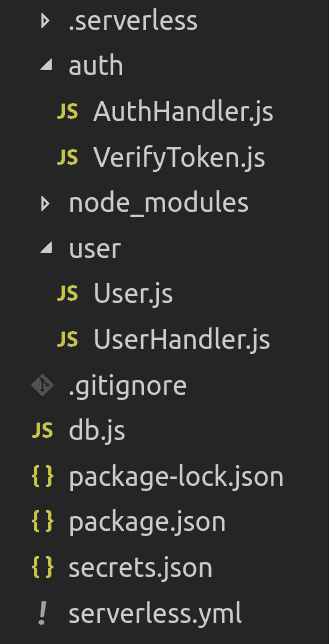 .serverless
auth
JS AuthHandler.js
JS VerifyToken.js
node_modules
user
JS User.js
JS UserHandler.js
.gitignore
JS db.js
{ } package-lock.json
{ } package.json
{ } secrets.json
! serverless.yml